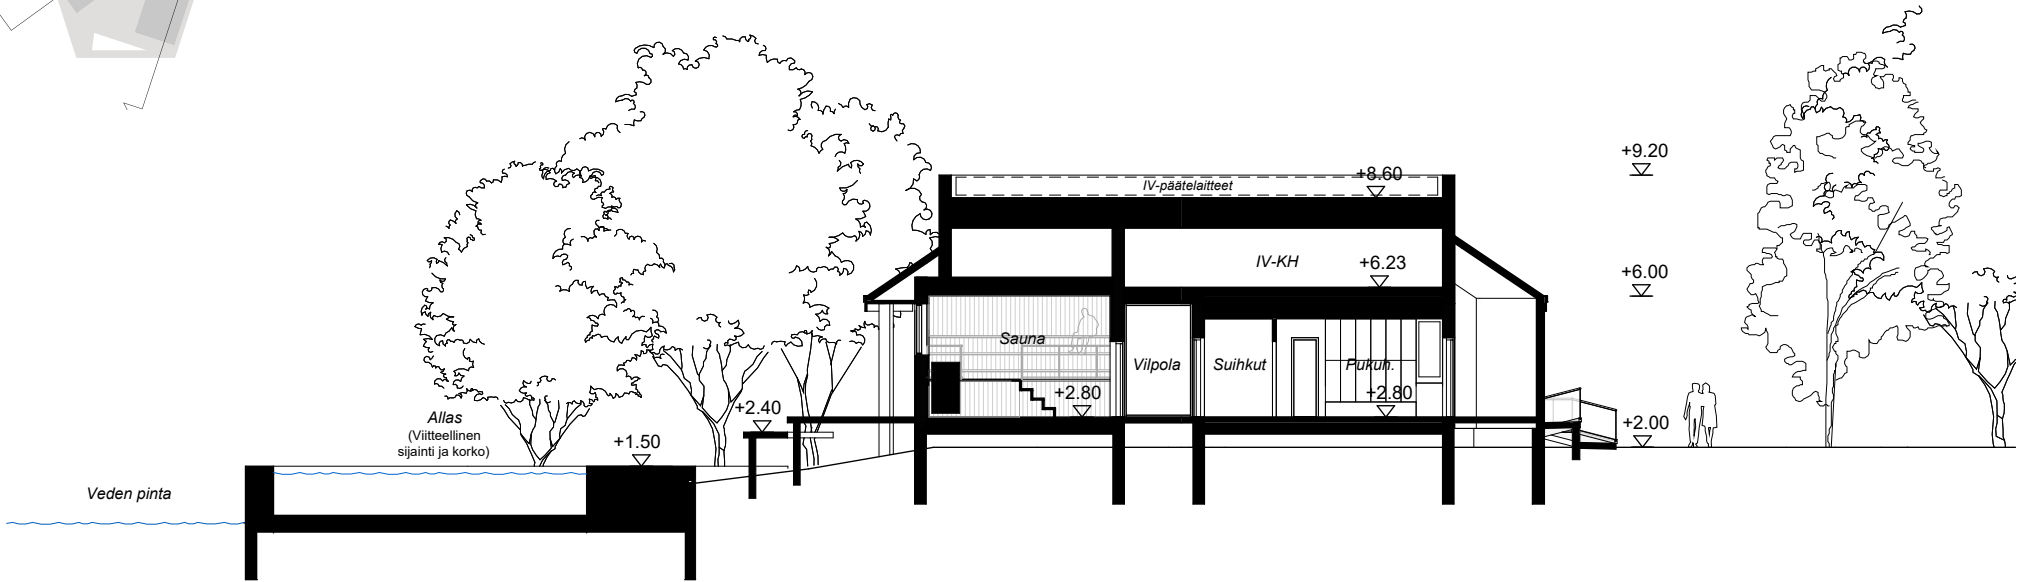 +9.20
+8.60
IV-päätelaitteet
IV-KH
+6.23
+6.00
Sauna
Vilpola
Suihkut
Pukuh.
+2.80
+2.80
+2.40
+2.00
Allas
(Viitteellinen
sijainti ja korko)
+1.50
Veden pinta